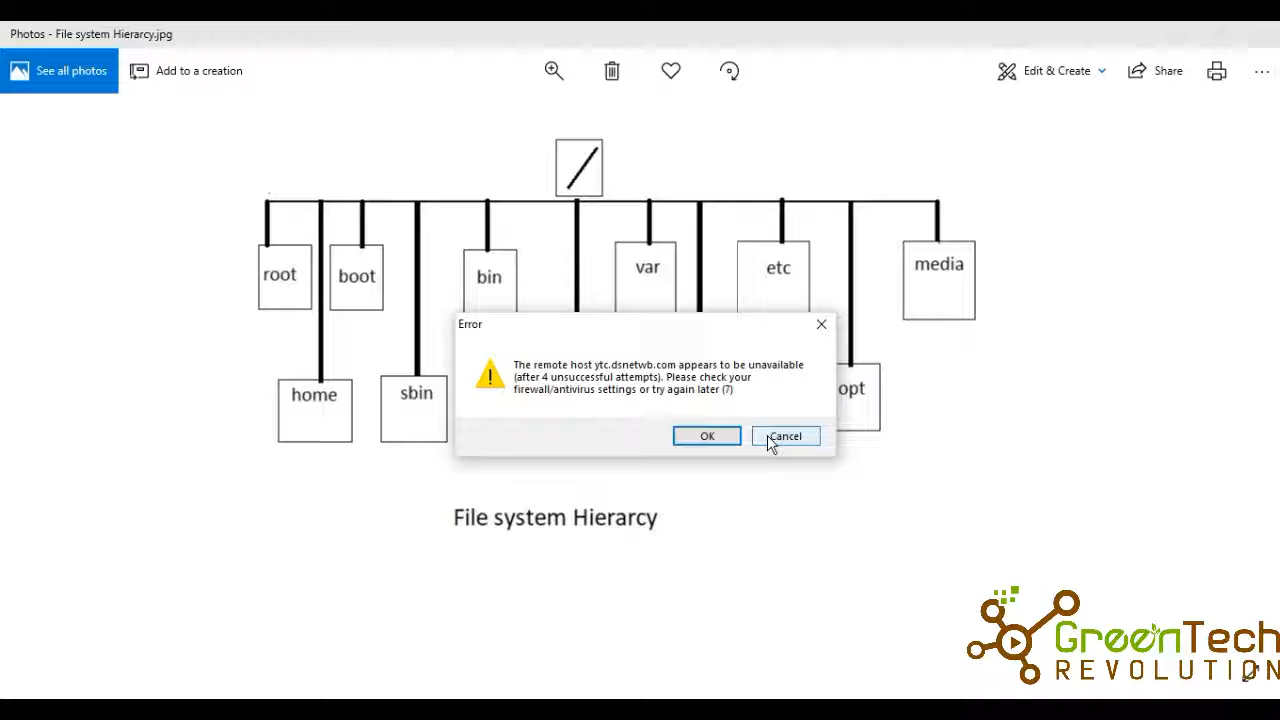 Photos - File system Hierarcy.jpg
See all photos
Add to a creation
Edit & Create
Share
/
root
boot
bin
var
etc
media
home
sbin
opt
Error
The remote host ytc.dsnetwb.com appears to be unavailable
(after 4 unsuccessful attempts). Please check your
firewall/antivirus settings or try again later (7)
OK
Cancel
File system Hierarcy
GreenTech
REVOLUTION